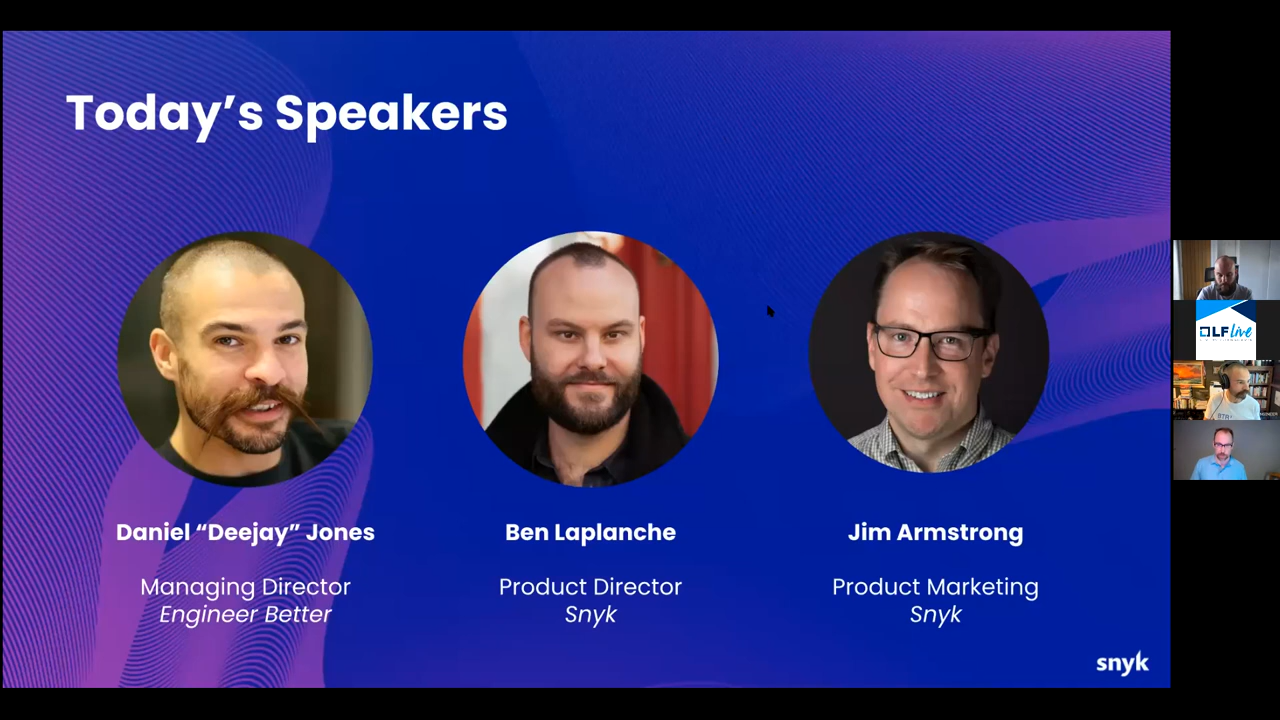 Today’s Speakers
Daniel “Deejay” Jones
Managing Director
Engineer Better
Ben Laplanche
Product Director
Snyk
Jim Armstrong
Product Marketing
Snyk
snyk
LF Live